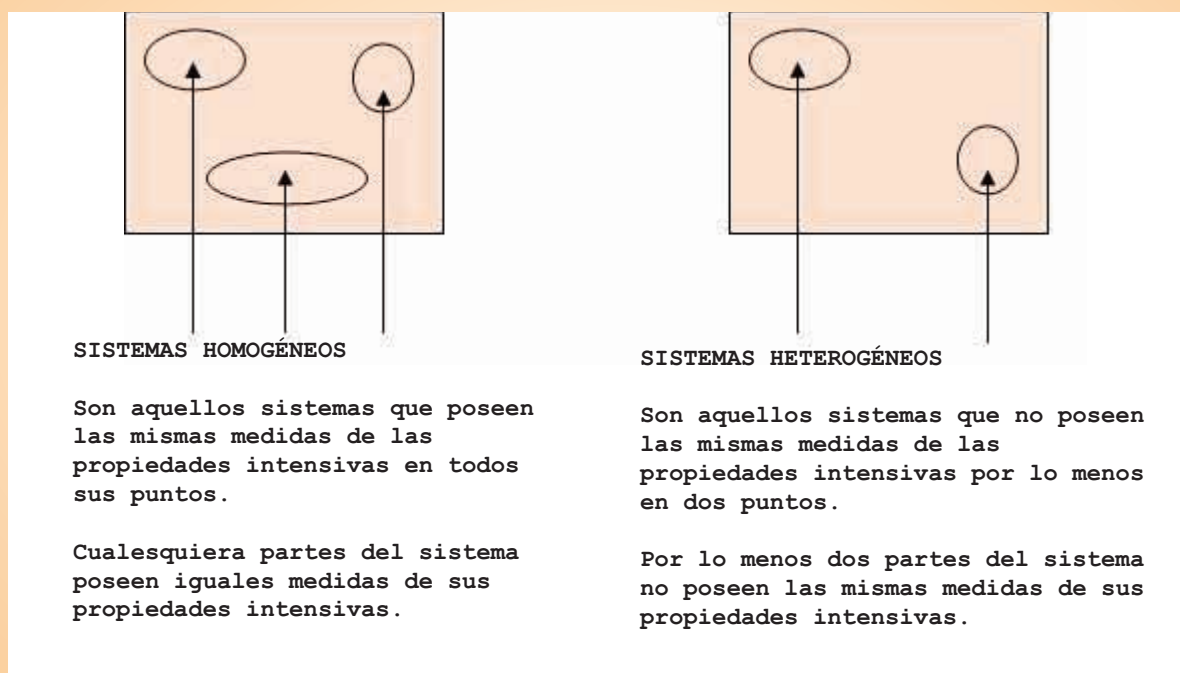 SISTEMAS HOMOGÉNEOS
Son aquellos sistemas que poseen
las mismas medidas de las
propiedades intensivas en todos
sus puntos.
Cualesquiera partes del sistema
poseen iguales medidas de sus
propiedades intensivas.
SISTEMAS HETEROGÉNEOS
Son aquellos sistemas que no poseen
las mismas medidas de las
propiedades intensivas por lo menos
en dos puntos.
Por lo menos dos partes del sistema
no poseen las mismas medidas de sus
propiedades intensivas.